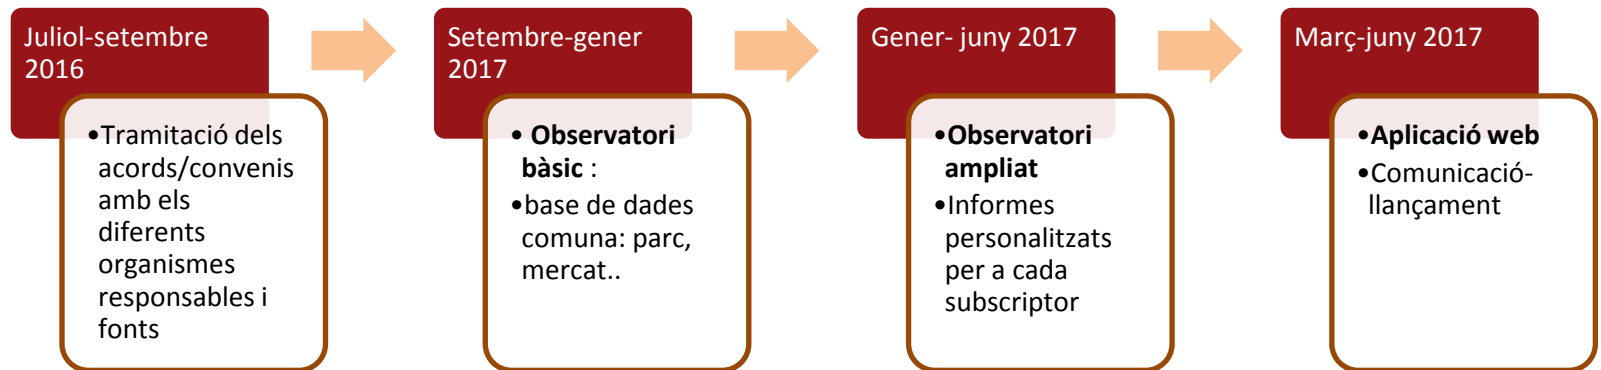 Juliol-setembre
2016
•Tramitació dels
acords/convenis
amb els
diferents
organismes
responsables i
fonts
Setembre-gener
2017
• Observatori
bàsic :
•base de dades
comuna: parc,
mercat..
Gener- juny 2017
•Observatori
ampliat
•Informes
personalitzats
per a cada
subscriptor
Març-juny 2017
•Aplicació web
•Comunicació-
llançament